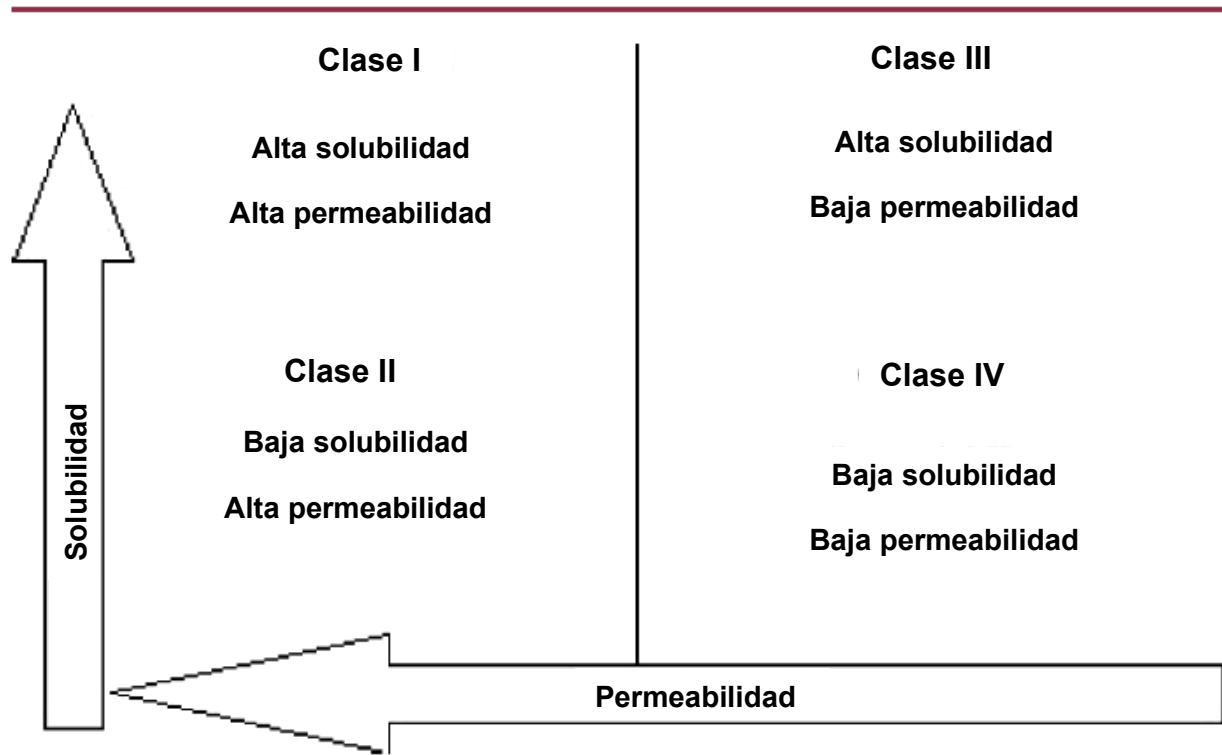 Clase I
Alta solubilidad
Alta permeabilidad
Clase III
Alta solubilidad
Baja permeabilidad
Clase II
Baja solubilidad
Alta permeabilidad
Clase IV
Baja solubilidad
Baja permeabilidad
Solubilidad
Permeabilidad